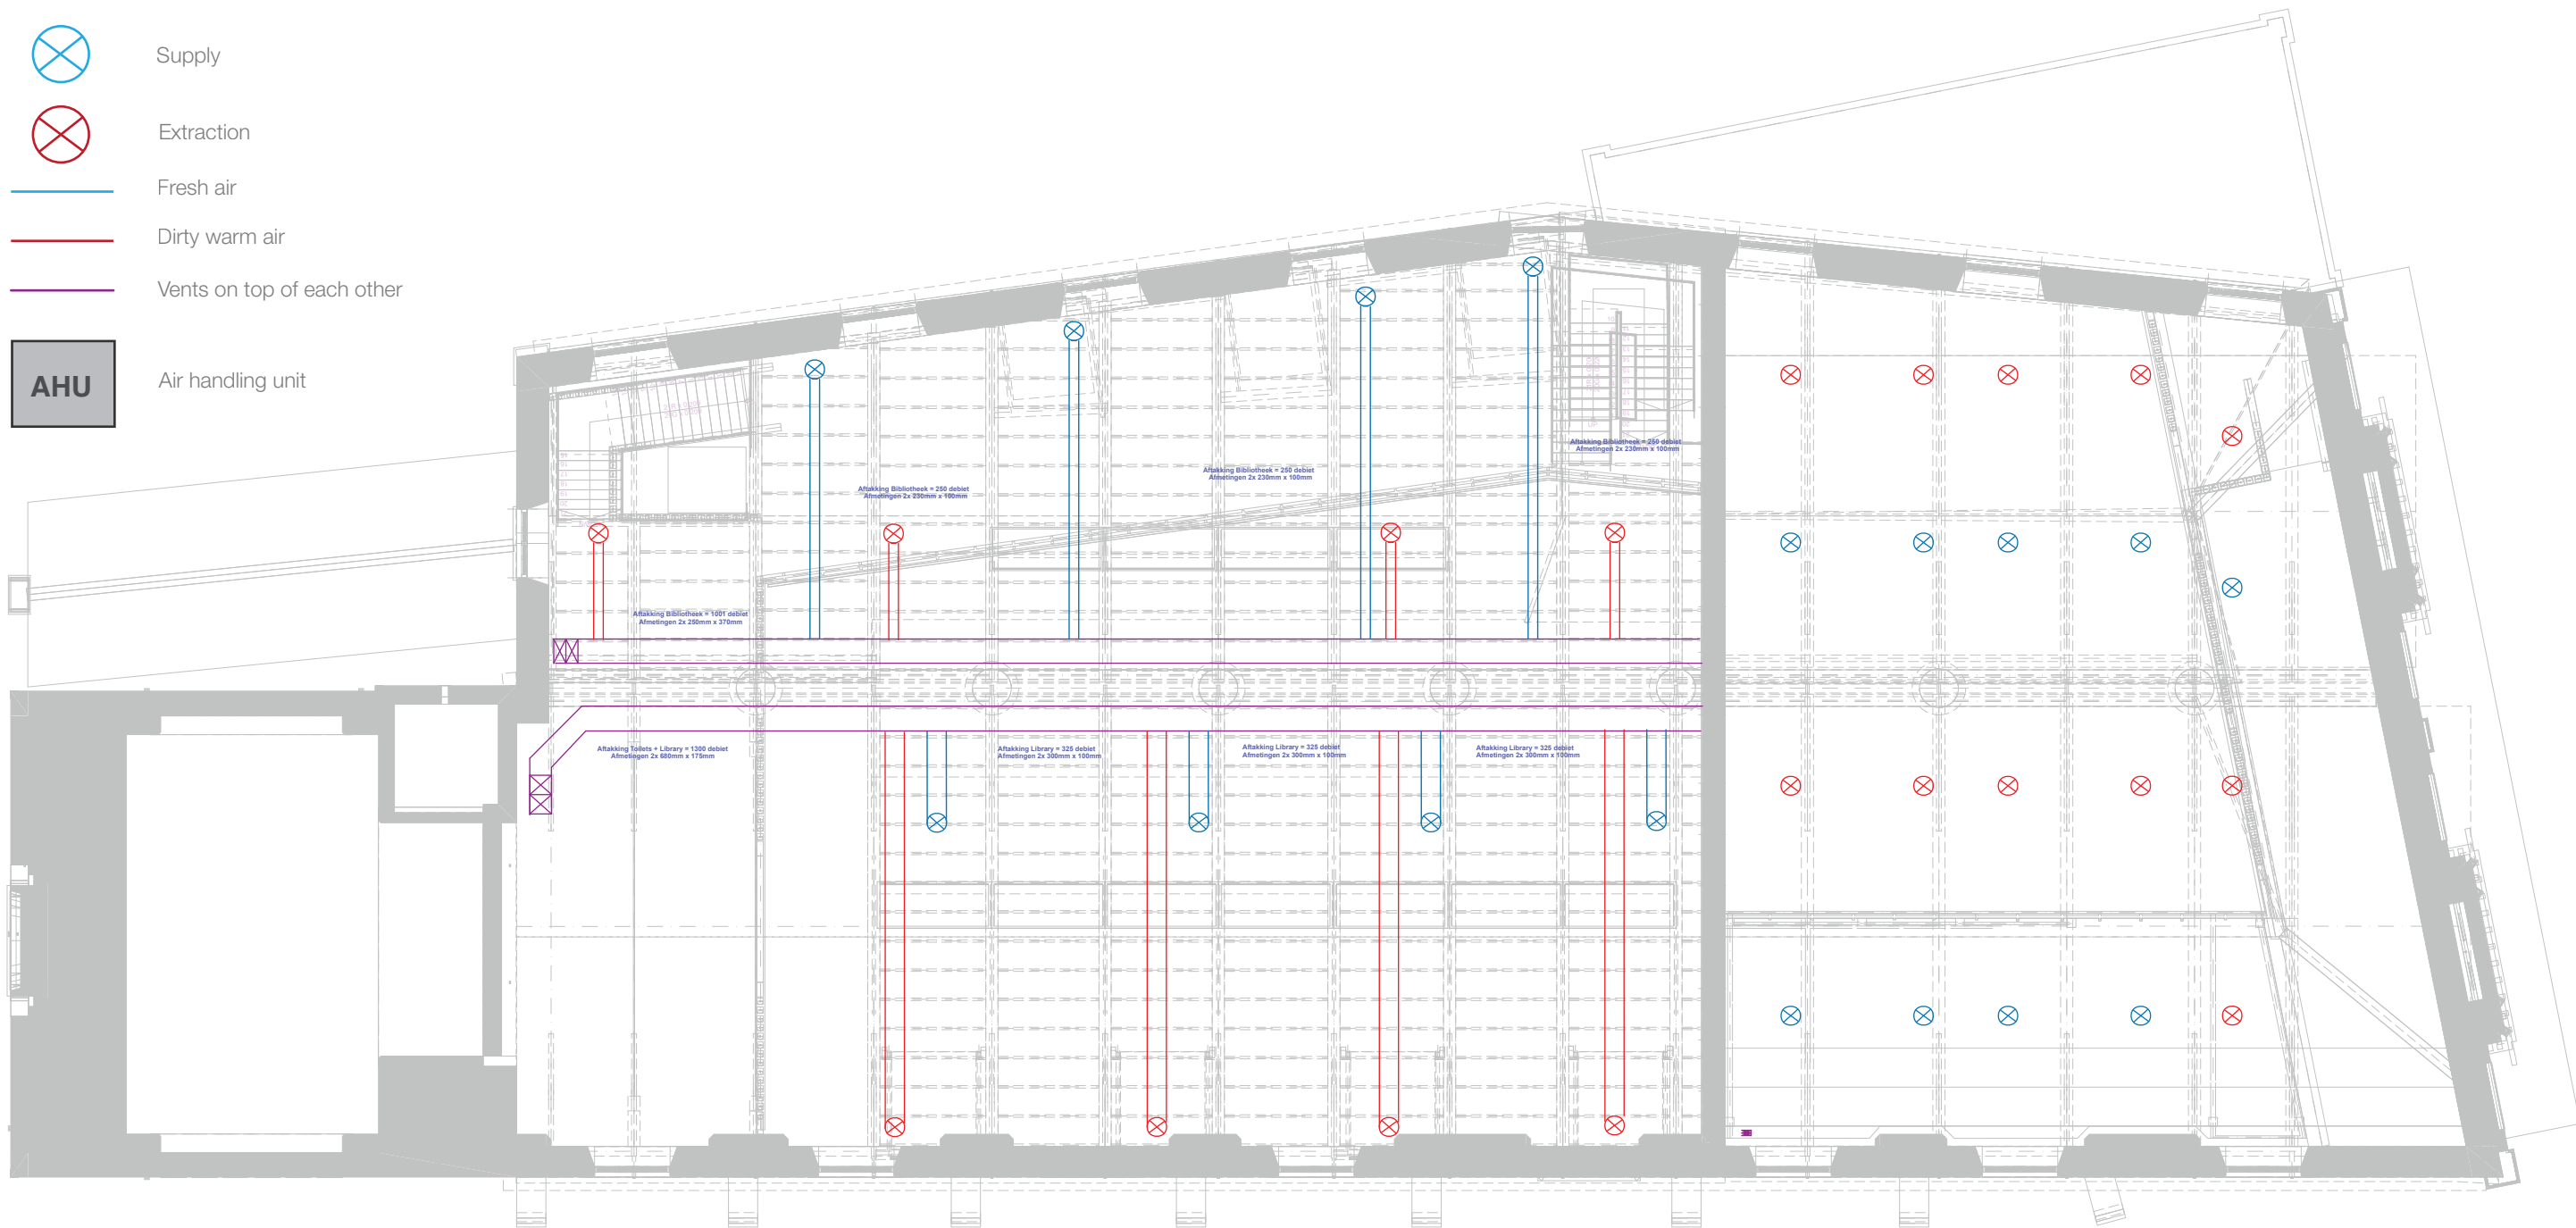 Supply
Extraction
Fresh air
Dirty warm air
Vents on top of each other
AHU
Air handling unit
Aftakking Bibliotheek = 250 debiet
Afmetingen 2x 230mm x 100mm
Aftakking Bibliotheek = 250 debiet
Afmetingen 2x 230mm x 100mm
Aftakking Bibliotheek = 250 debiet
Afmetingen 2x 230mm x 100mm
Aftakking Bibliotheek = 1001 debiet
Afmetingen 2x 250mm x 370mm
Aftakking Toilets + Library = 1300 debiet
Afmetingen 2x 680mm x 175mm
Aftakking Library = 325 debiet
Afmetingen 2x 300mm x 100mm
Aftakking Library = 325 debiet
Afmetingen 2x 300mm x 100mm
Aftakking Library = 325 debiet
Afmetingen 2x 300mm x 100mm